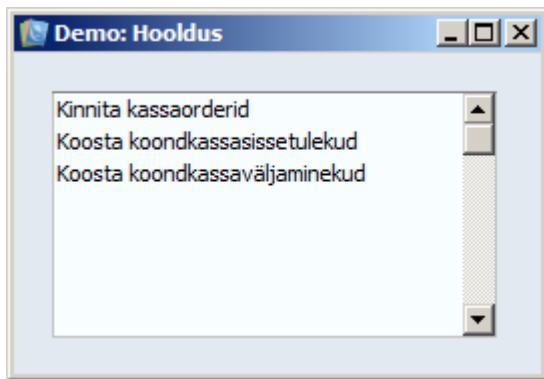 Demo: Hooldus
Kinnita kassaorderid
Koosta koondkassasissetulekud
Koosta koondkassaväljaminekud